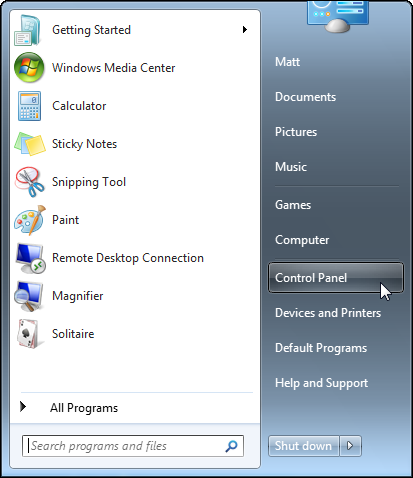 Getting Started
Windows Media Center
Calculator
Sticky Notes
Snipping Tool
Paint
Remote Desktop Connection
Magnifier
Solitaire
All Programs
Search programs and files
Matt
Documents
Pictures
Music
Games
Computer
Control Panel
Devices and Printers
Default Programs
Help and Support
Shut down